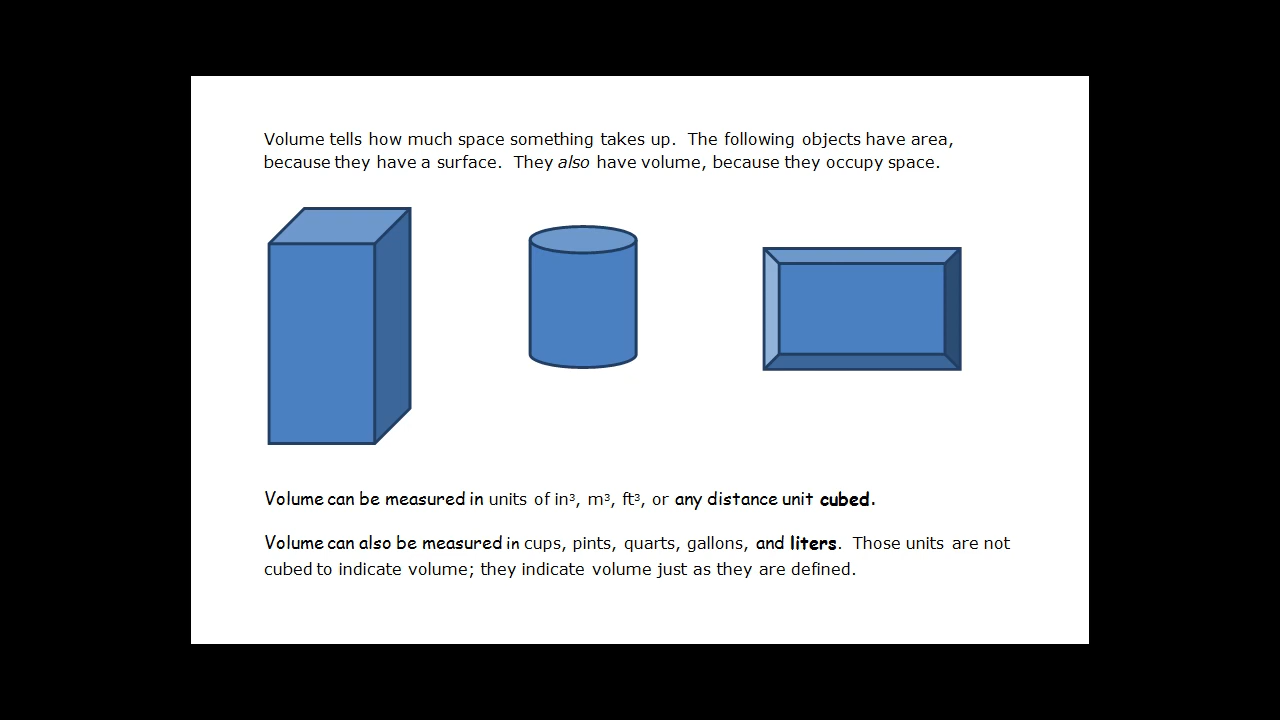 Volume tells how much space something takes up.  The following objects have area,
because they have a surface.  They also have volume, because they occupy space.
Volume can be measured in units of in³, m³, ft³, or any distance unit cubed.
Volume can also be measured in cups, pints, quarts, gallons, and liters.  Those units are not
cubed to indicate volume; they indicate volume just as they are defined.